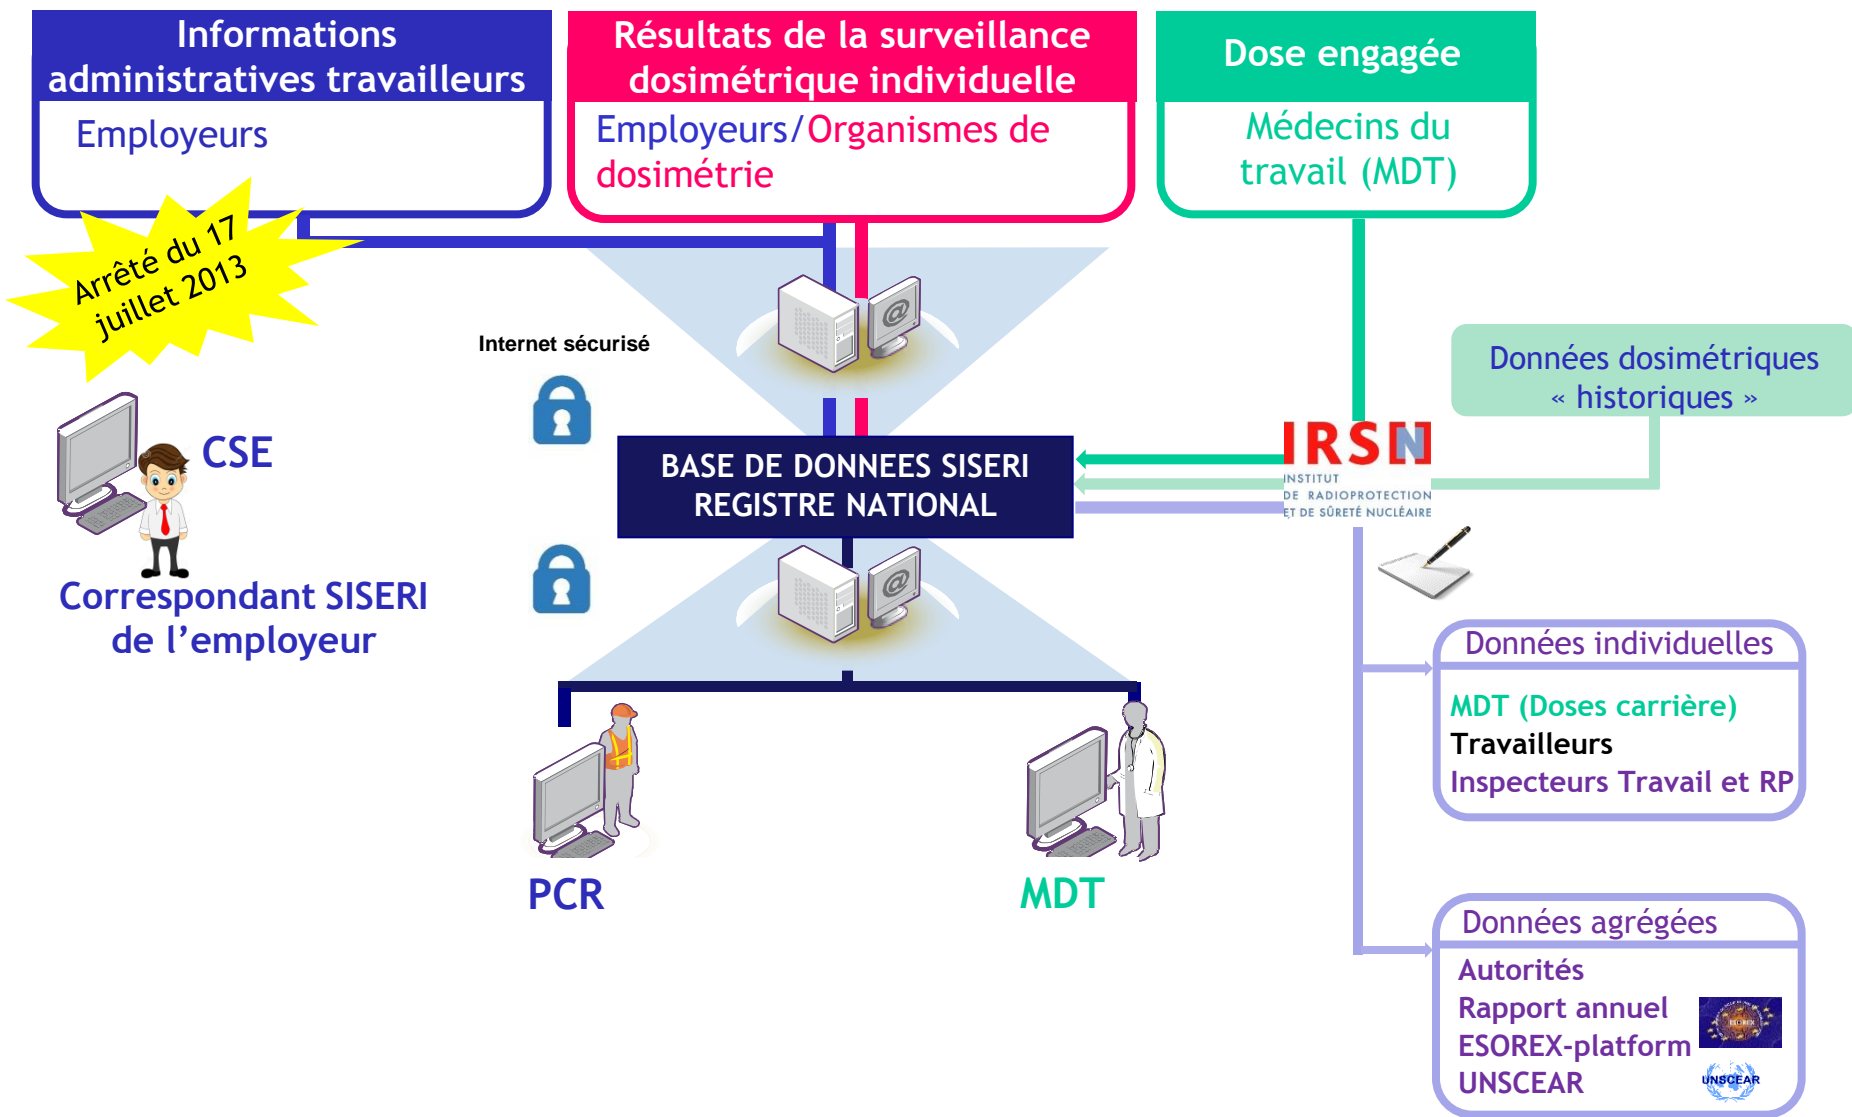 Informations
administratives travailleurs
Employeurs
Résultats de la surveillance
dosimétrique individuelle
Employeurs/Organismes de
dosimétrie
Dose engagée
Médecins du
travail (MDT)
Arrêté du 17
juillet 2013
Internet sécurisé
@
Données dosimétriques
« historiques »
CSE
Correspondant SISERI
de l’employeur
BASE DE DONNEES SISERI
REGISTRE NATIONAL
IRSN
INSTITUT
DE RADIOPROTECTION
ET DE SÛRETÉ NUCLÉAIRE
@
PCR
MDT
Données individuelles
MDT (Doses carrière)
Travailleurs
Inspecteurs Travail et RP
Données agrégées
Autorités
Rapport annuel
ESOREX-platform
UNSCEAR
ESOREX
UNSCEAR